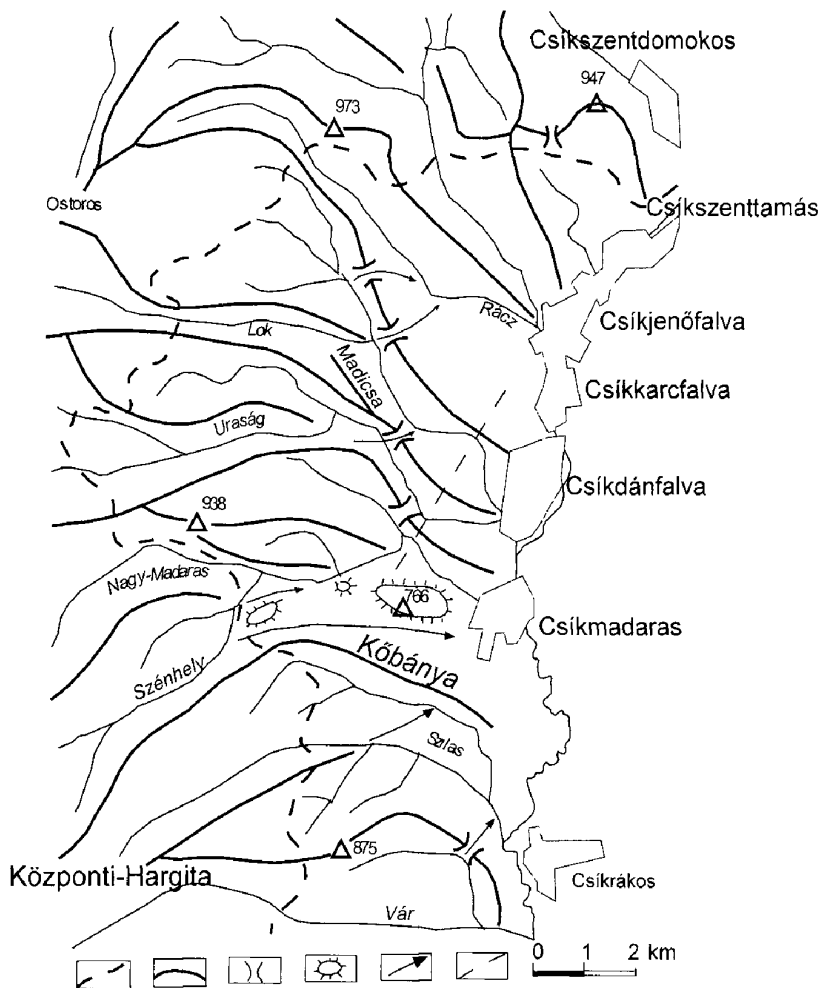 Csíkszentdomokos
947
973
Ostoros
Csíkszenttamás
Rácz
Csíkjenőfalva
Lok
Madicsa
Csíkkarcfalva
Uraság
Csíkdánfalva
938
Nagy-Madaras
766
Csíkmadaras
Kőbánya
Szénhely
Szlas
875
Központi-Hargita
Csíkrákos
Vár
0 1 2 km